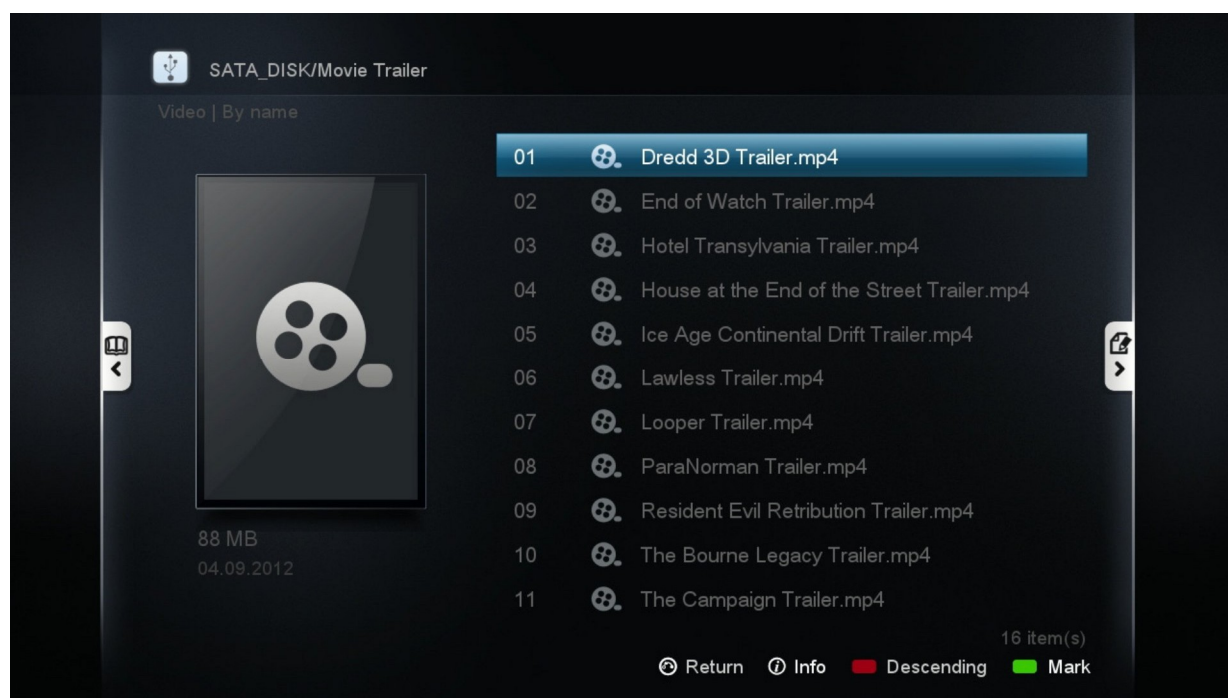 SATA_DISK/Movie Trailer
Video | By name
01 Dredd 3D Trailer.mp4
02 End of Watch Trailer.mp4
03 Hotel Transylvania Trailer.mp4
04 House at the End of the Street Trailer.mp4
05 Ice Age Continental Drift Trailer.mp4
06 Lawless Trailer.mp4
07 Looper Trailer.mp4
08 ParaNorman Trailer.mp4
09 Resident Evil Retribution Trailer.mp4
10 The Bourne Legacy Trailer.mp4
11 The Campaign Trailer.mp4
88 MB
04.09.2012
16 item(s)
Return Info Descending Mark